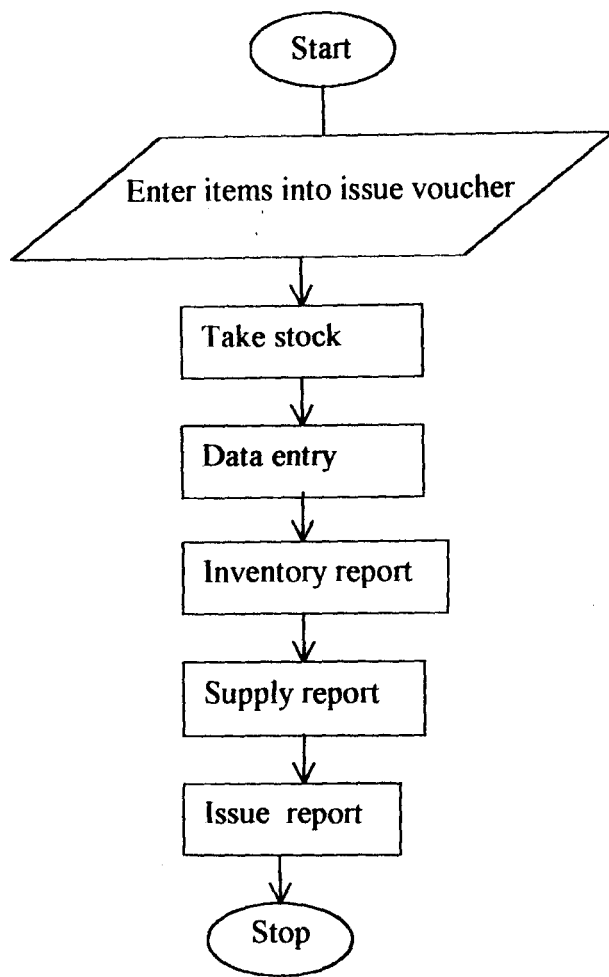 Start
Enter items into issue voucher
Take stock
Data entry
Inventory report
Supply report
Issue report
Stop